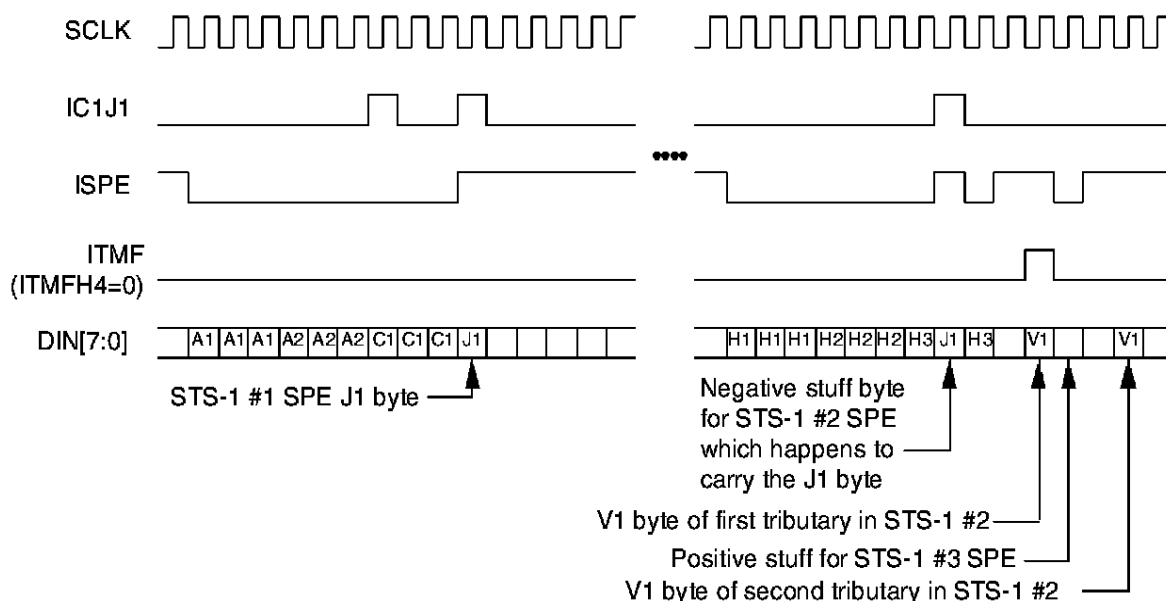 SCLK
IC1J1
ISPE
ITMF
(ITMFH4=0)
DIN[7:0] A1 A1 A1 A2 A2 A2 C1 C1 C1 J1 H1 H1 H1 H2 H2 H2 H3 J1 H3 V1 V1
STS-1 #1 SPE J1 byte
Negative stuff byte
for STS-1 #2 SPE
which happens to
carry the J1 byte
V1 byte of first tributary in STS-1 #2
Positive stuff for STS-1 #3 SPE
V1 byte of second tributary in STS-1 #2